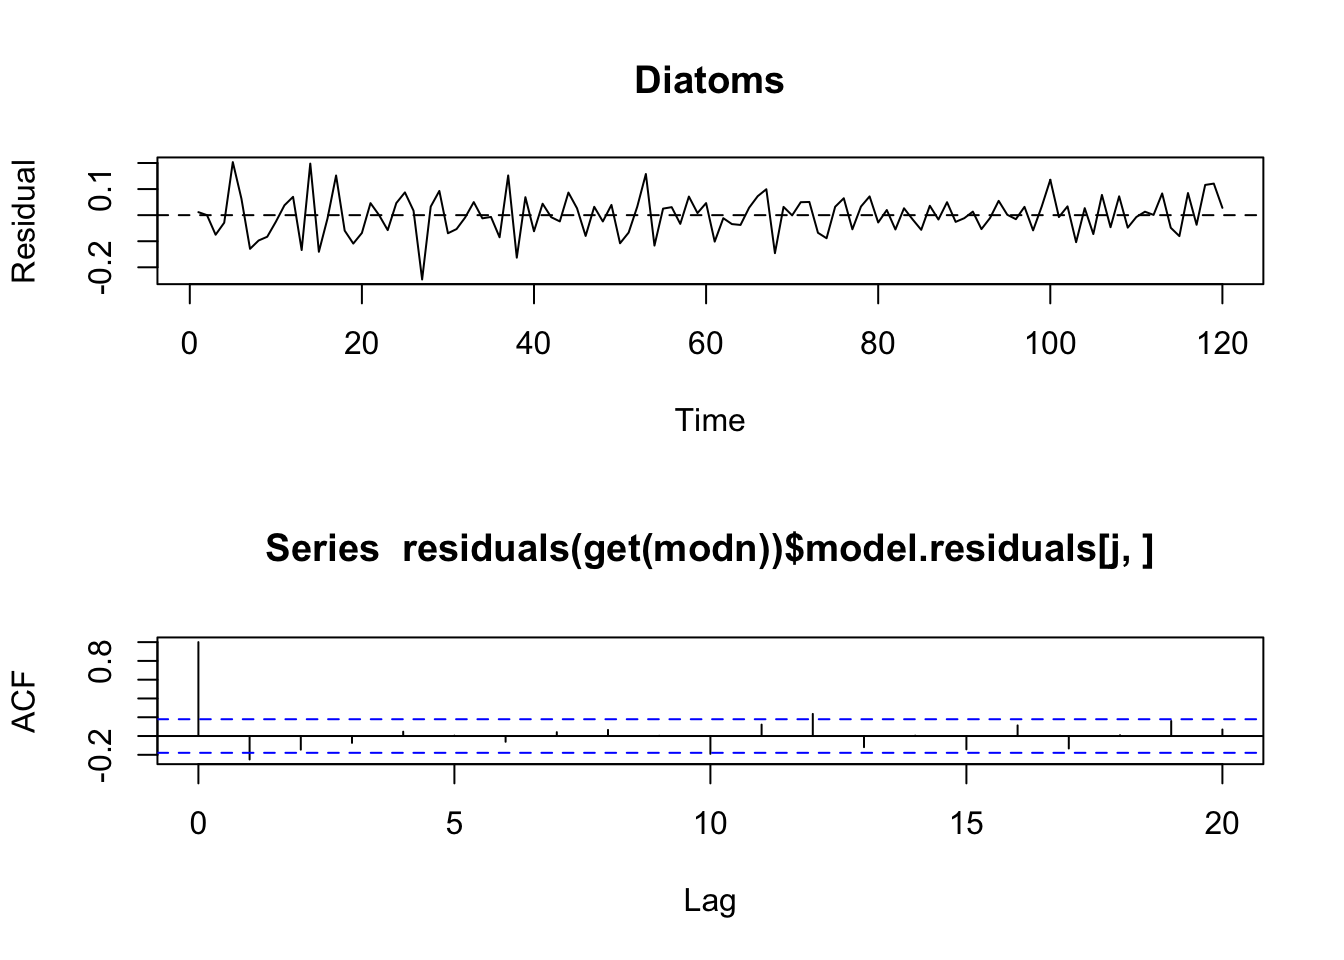 Diatoms
Residual
0.1
-0.2
0 20 40 60 80 100 120
Time
Series  residuals(get(modn))$model.residuals[j, ]
ACF
0.8
-0.2
0 5 10 15 20
Lag